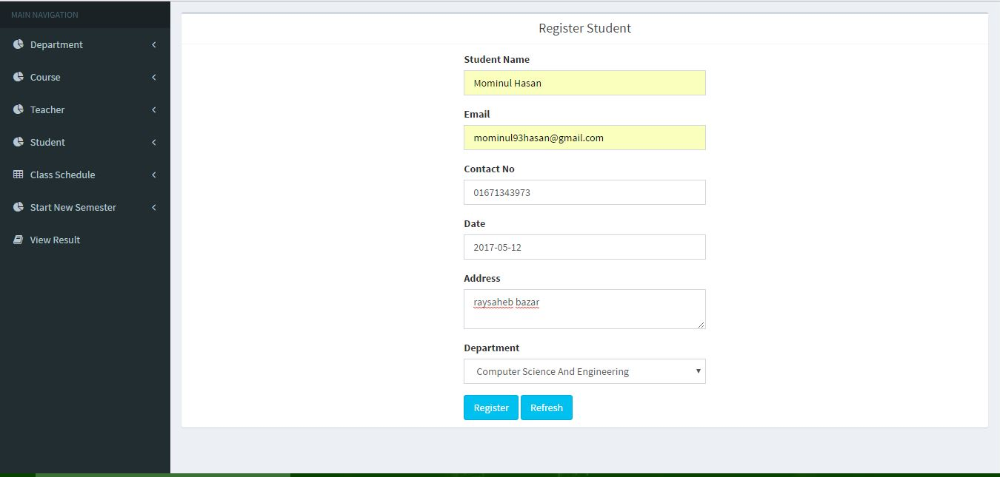 MAIN NAVIGATION
Department
Course
Teacher
Student
Class Schedule
Start New Semester
View Result
Register Student
Student Name
Mominul Hasan
Email
mominul93hasan@gmail.com
Contact No
01671343973
Date
2017-05-12
Address
raysaheb bazar
Department
Computer Science And Engineering
Register Refresh